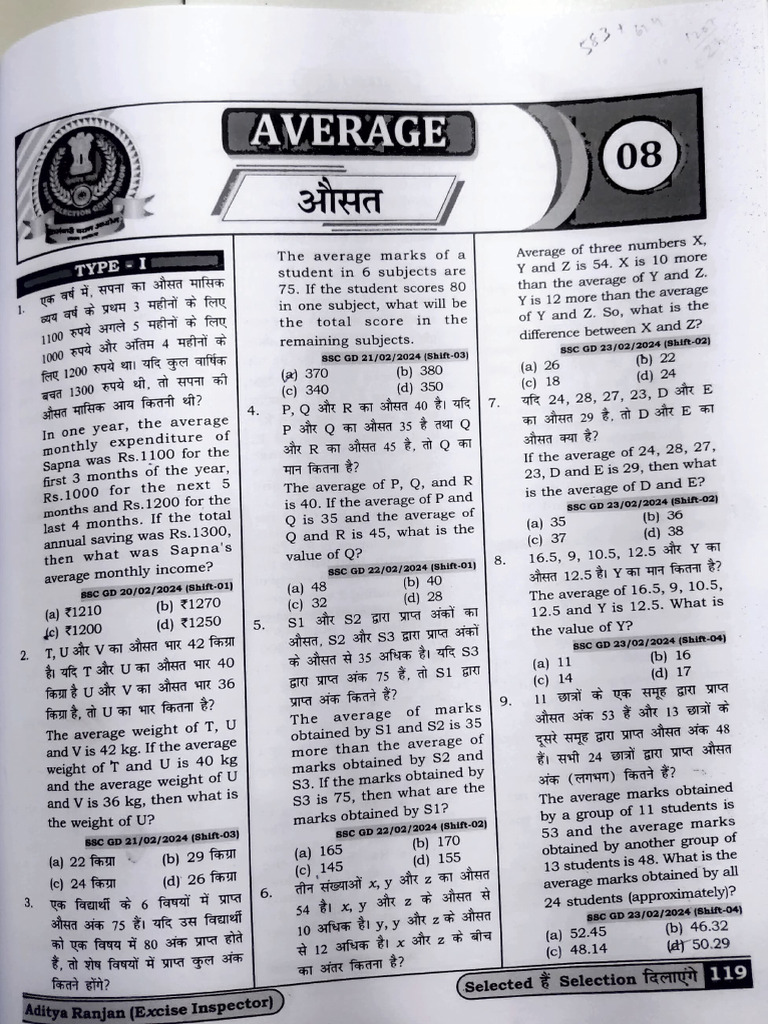 583 +
AVERAGE
औसत
08
TYPE - I
1. एक वर्ष में, सपना का औसत मासिक
व्यय वर्ष के प्रथम 3 महीनों के लिए
1100 रुपये अगले 5 महीनों के लिए
1000 रुपये और अंतिम 4 महीनों के
लिए 1200 रुपये था। यदि कुल वार्षिक
बचत 1300 रुपये थी, तो सपना की
औसत मासिक आय कितनी थी?
In one year, the average
monthly expenditure of
Sapna was Rs.1100 for the
first 3 months of the year,
Rs.1000 for the next 5
months and Rs.1200 for the
last 4 months. If the total
annual saving was Rs.1300,
then what was Sapna's
average monthly income?
SSC GD 20/02/2024 (Shift-01)
(a) ₹1210 (b) ₹1270
(c) ₹1200 (d) ₹1250
2. T, U और V का औसत भार 42 किग्रा
है। यदि T और U का औसत भार 40
किग्रा है U और V का औसत भार 36
किग्रा है, तो U का भार कितना है?
The average weight of T, U
and V is 42 kg. If the average
weight of T and U is 40 kg
and the average weight of U
and V is 36 kg, then what is
the weight of U?
SSC GD 21/02/2024 (Shift-03)
(a) 22 किग्रा (b) 29 किग्रा
(c) 24 किग्रा (d) 26 किग्रा
3. एक विद्यार्थी के 6 विषयों में प्राप्त
औसत अंक 75 हैं। यदि उस विद्यार्थी
को एक विषय में 80 अंक प्राप्त होते
हैं, तो शेष विषयों में प्राप्त कुल अंक
कितने होंगे?
The average marks of a
student in 6 subjects are
75. If the student scores 80
in one subject, what will be
the total score in the
remaining subjects.
SSC GD 21/02/2024 (Shift-03)
(a) 370 (b) 380
(c) 340 (d) 350
4. P, Q और R का औसत 40 है। यदि
P और Q का औसत 35 है तथा Q
और R का औसत 45 है, तो Q का
मान कितना है?
The average of P, Q, and R
is 40. If the average of P and
Q is 35 and the average of
Q and R is 45, what is the
value of Q?
SSC GD 22/02/2024 (Shift-01)
(a) 48 (b) 40
(c) 32 (d) 28
5. S1 और S2 द्वारा प्राप्त अंकों का
औसत, S2 और S3 द्वारा प्राप्त अंकों
के औसत से 35 अधिक है। यदि S3
द्वारा प्राप्त अंक 75 हैं, तो S1 द्वारा
प्राप्त अंक कितने हैं?
The average of marks
obtained by S1 and S2 is 35
more than the average of
marks obtained by S2 and
S3. If the marks obtained by
S3 is 75, then what are the
marks obtained by S1?
SSC GD 22/02/2024 (Shift-02)
(a) 165 (b) 170
(c) 145 (d) 155
6. तीन संख्याओं x, y और z का औसत
54 है। x, y और z के औसत से
10 अधिक है। y, y और z के औसत
से 12 अधिक है। x और z के बीच
का अंतर कितना है?
Average of three numbers X,
Y and Z is 54. X is 10 more
than the average of Y and Z.
Y is 12 more than the average
of Y and Z. So, what is the
difference between X and Z?
SSC GD 23/02/2024 (Shift-02)
(a) 26 (b) 22
(c) 18 (d) 24
7. यदि 24, 28, 27, 23, D और E
का औसत 29 है, तो D और E का
औसत क्या है?
If the average of 24, 28, 27,
23, D and E is 29, then what
is the average of D and E?
SSC GD 23/02/2024 (Shift-02)
(a) 35 (b) 36
(c) 37 (d) 38
8. 16.5, 9, 10.5, 12.5 और Y का
औसत 12.5 है। Y का मान कितना है?
The average of 16.5, 9, 10.5,
12.5 and Y is 12.5. What is
the value of Y?
SSC GD 23/02/2024 (Shift-04)
(a) 11 (b) 16
(c) 14 (d) 17
9. 11 छात्रों के एक समूह द्वारा प्राप्त
औसत अंक 53 हैं और 13 छात्रों के
दूसरे समूह द्वारा प्राप्त औसत अंक 48
हैं। सभी 24 छात्रों द्वारा प्राप्त औसत
अंक (लगभग) कितने हैं?
The average marks obtained
by a group of 11 students is
53 and the average marks
obtained by another group of
13 students is 48. What is the
average marks obtained by all
24 students (approximately)?
SSC GD 23/02/2024 (Shift-04)
(a) 52.45 (b) 46.32
(c) 48.14 (d) 50.29
Aditya Ranjan (Excise Inspector)
Selected हैं Selection दिलाएंगे 119